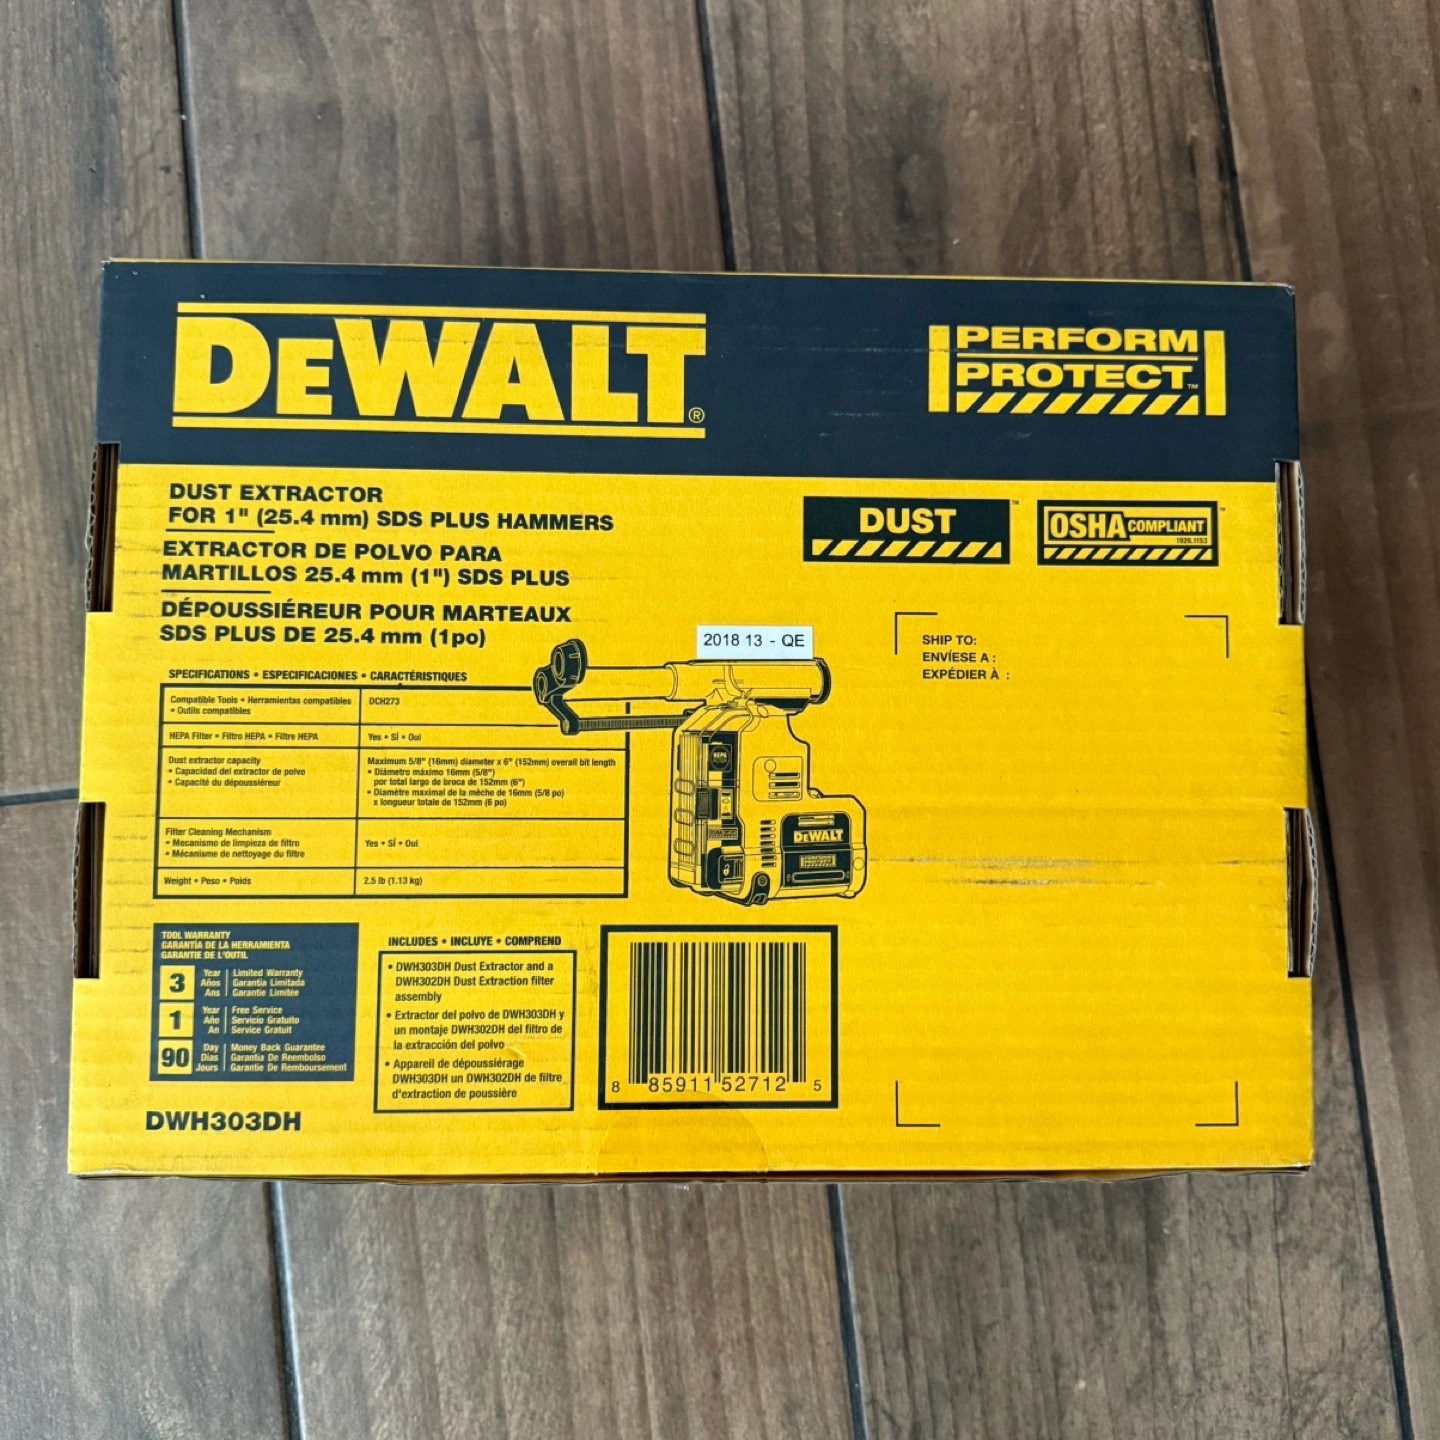 DEWALT®
PERFORM
PROTECT™
DUST EXTRACTOR
FOR 1" (25.4 mm) SDS PLUS HAMMERS
EXTRACTOR DE POLVO PARA
MARTILLOS 25.4 mm (1") SDS PLUS
DÉPOUSSIÉREUR POUR MARTEAUX
SDS PLUS DE 25.4 mm (1po)
DUST™
OSHA COMPLIANT™
1926.1153
2018 13 - QE
SHIP TO:
ENVÍESE A :
EXPÉDIER À :
SPECIFICATIONS • ESPECIFICACIONES • CARACTÉRISTIQUES
Compatible Tools • Herramientas compatibles
• Outils compatibles
DCH273
HEPA Filter • Filtro HEPA • Filtre HEPA
Yes • SÍ • Oui
Dust extractor capacity
• Capacidad del extractor de polvo
• Capacité du dépoussiéreur
Maximum 5/8" (16mm) diameter x 6" (152mm) overall bit length
• Diámetro máximo 16mm (5/8")
por total largo de broca de 152mm (6")
• Diamètre maximal de la mèche de 16mm (5/8 po)
x longueur totale de 152mm (6 po)
Filter Cleaning Mechanism
• Mecanismo de limpieza de filtro
• Mécanisme de nettoyage du filtre
Yes • SÍ • Oui
Weight • Peso • Poids
2.5 lb (1.13 kg)
HEPA
DEWALT
PERFORM
PROTECT
TOOL WARRANTY
GARANTÍA DE LA HERRAMIENTA
GARANTIE DE L'OUTIL
3
Year
Años
Ans
Limited Warranty
Garantía Limitada
Garantie Limitée
1
Year
Año
An
Free Service
Servicio Gratuito
Service Gratuit
90
Day
Días
Jours
Money Back Guarantee
Garantía De Reembolso
Garantie De Remboursement
DWH303DH
INCLUDES • INCLUYE • COMPREND
• DWH303DH Dust Extractor and a
DWH302DH Dust Extraction filter
assembly
• Extractor del polvo de DWH303DH y
un montaje DWH302DH del filtro de
la extracción del polvo
• Appareil de dépoussiérage
DWH303DH un DWH302DH de filtre
d'extraction de poussière
8 85911 52712 5